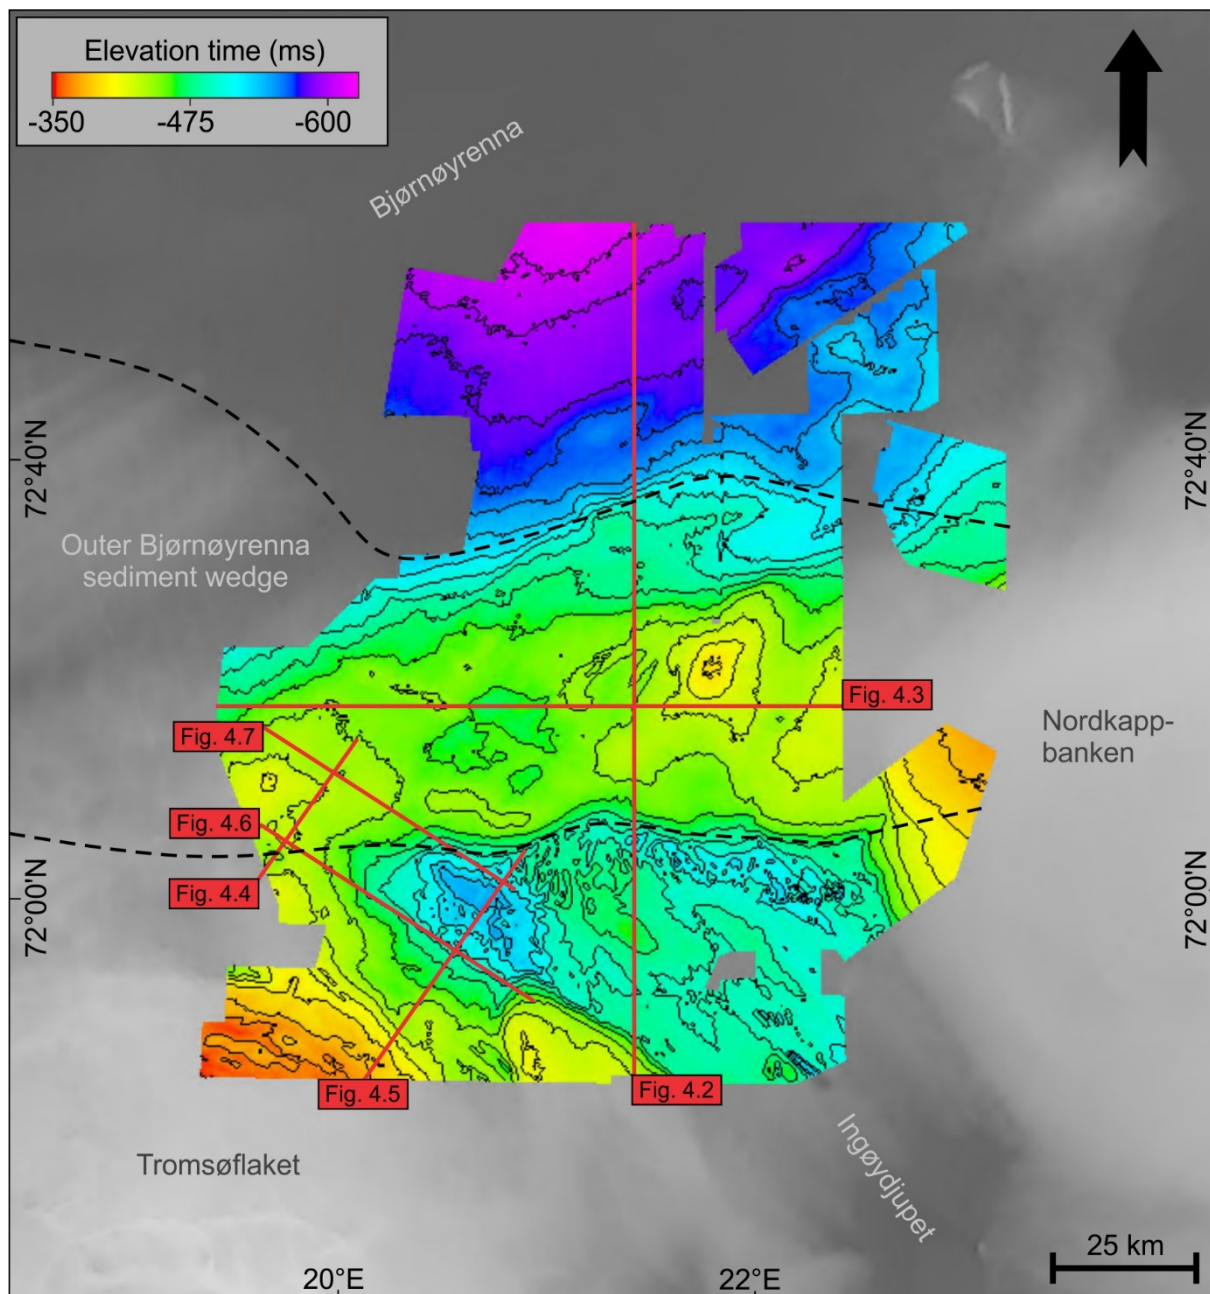 Elevation time (ms)
-350 -475 -600
Bjørnøyrenna
72°40'N
72°40'N
Outer Bjørnøyrenna
sediment wedge
Fig. 4.3
Nordkapp-
banken
Fig. 4.7
Fig. 4.6
Fig. 4.4
72°00'N
72°00'N
Fig. 4.5
Fig. 4.2
Tromsøflaket
Ingøydjupet
25 km
20°E
22°E